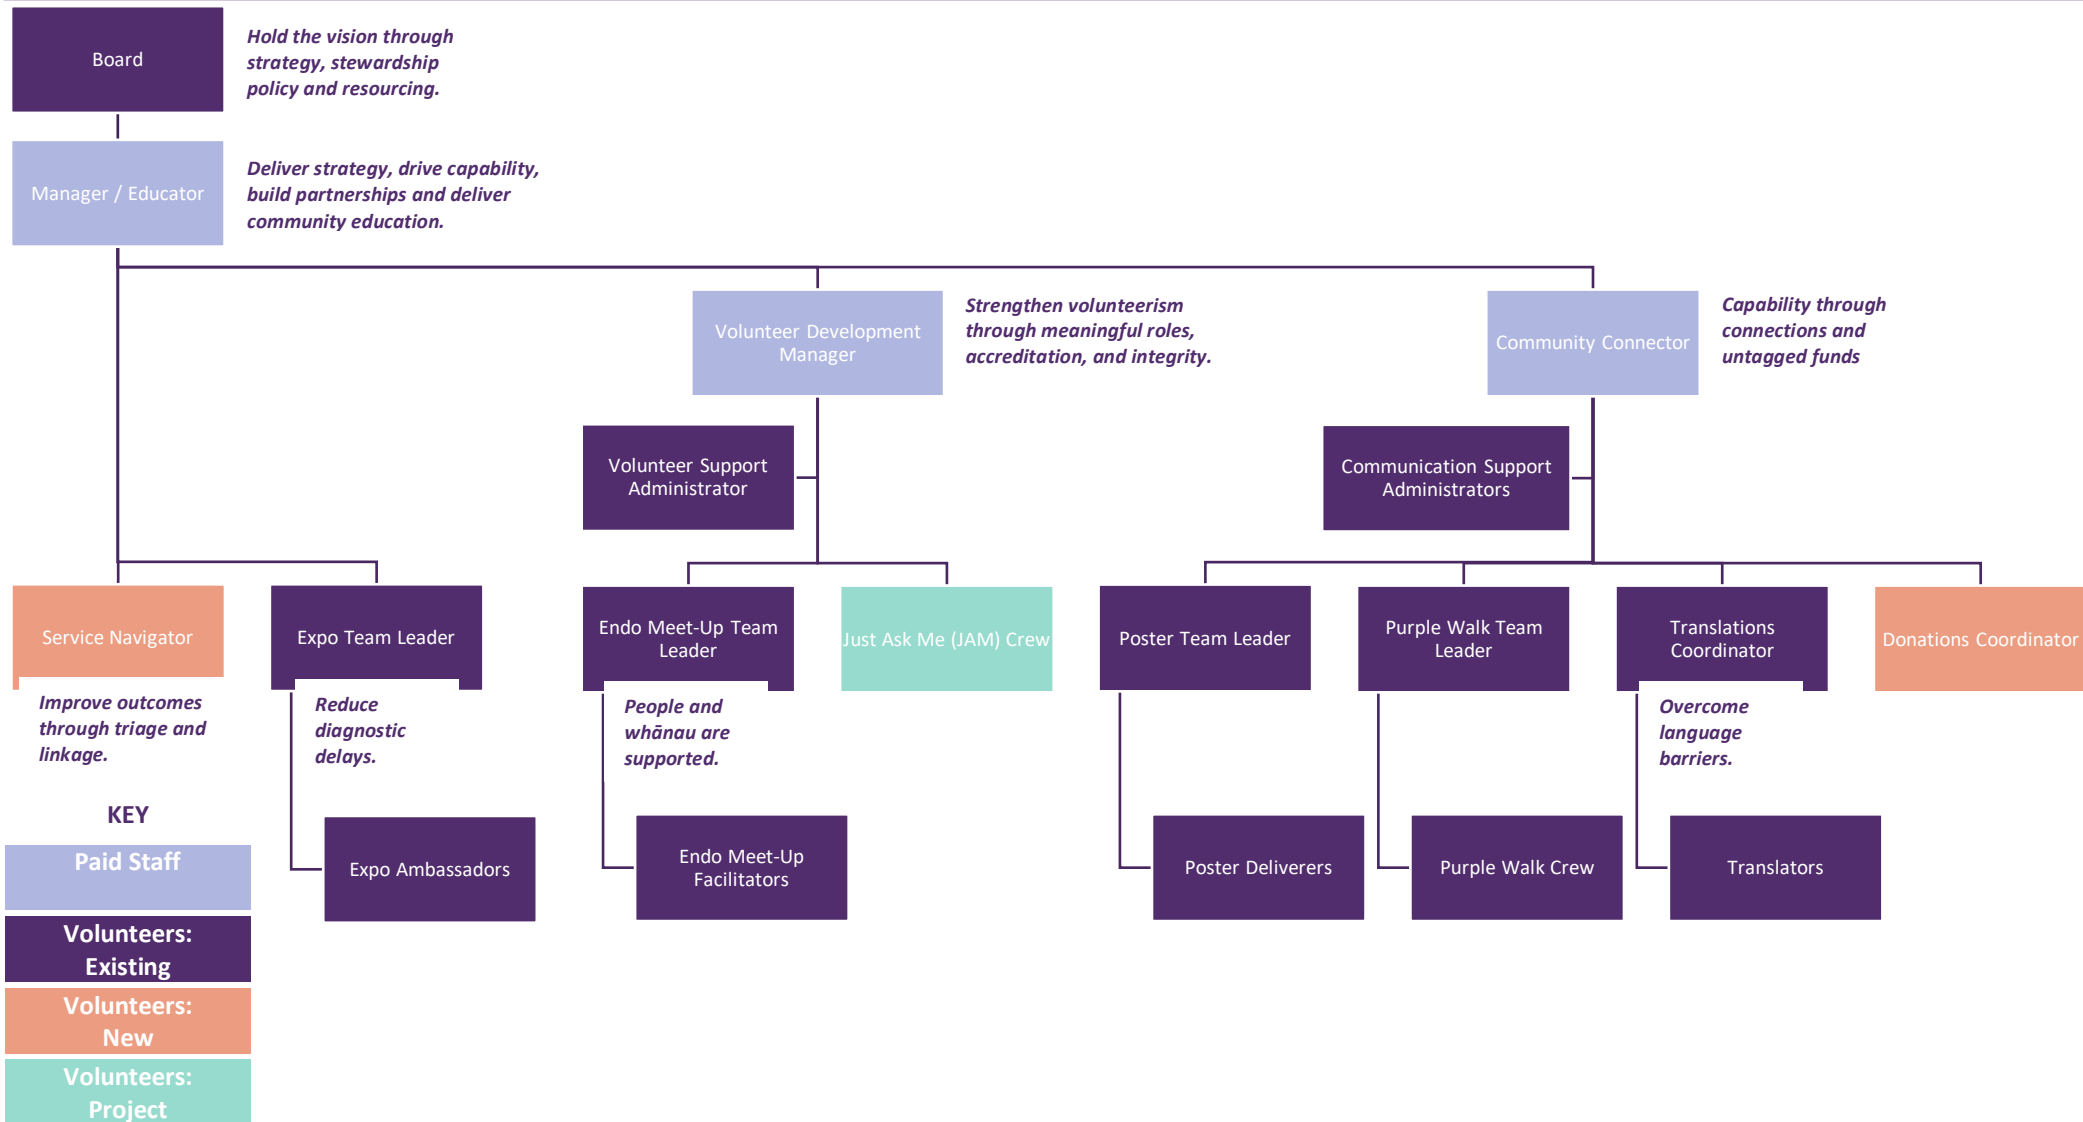 Board
Hold the vision through
strategy, stewardship
policy and resourcing.
Manager / Educator
Deliver strategy, drive capability,
build partnerships and deliver
community education.
Volunteer Development
Manager
Strengthen volunteerism
through meaningful roles,
accreditation, and integrity.
Community Connector
Capability through
connections and
untagged funds
Volunteer Support
Administrator
Communication Support
Administrators
Service Navigator
Expo Team Leader
Endo Meet-Up Team
Leader
Just Ask Me (JAM) Crew
Poster Team Leader
Purple Walk Team
Leader
Translations
Coordinator
Donations Coordinator
Improve outcomes
through triage and
linkage.
Reduce
diagnostic
delays.
People and
whānau are
supported.
Overcome
language
barriers.
Expo Ambassadors
Endo Meet-Up
Facilitators
Poster Deliverers
Purple Walk Crew
Translators
KEY
Paid Staff
Volunteers:
Existing
Volunteers:
New
Volunteers:
Project